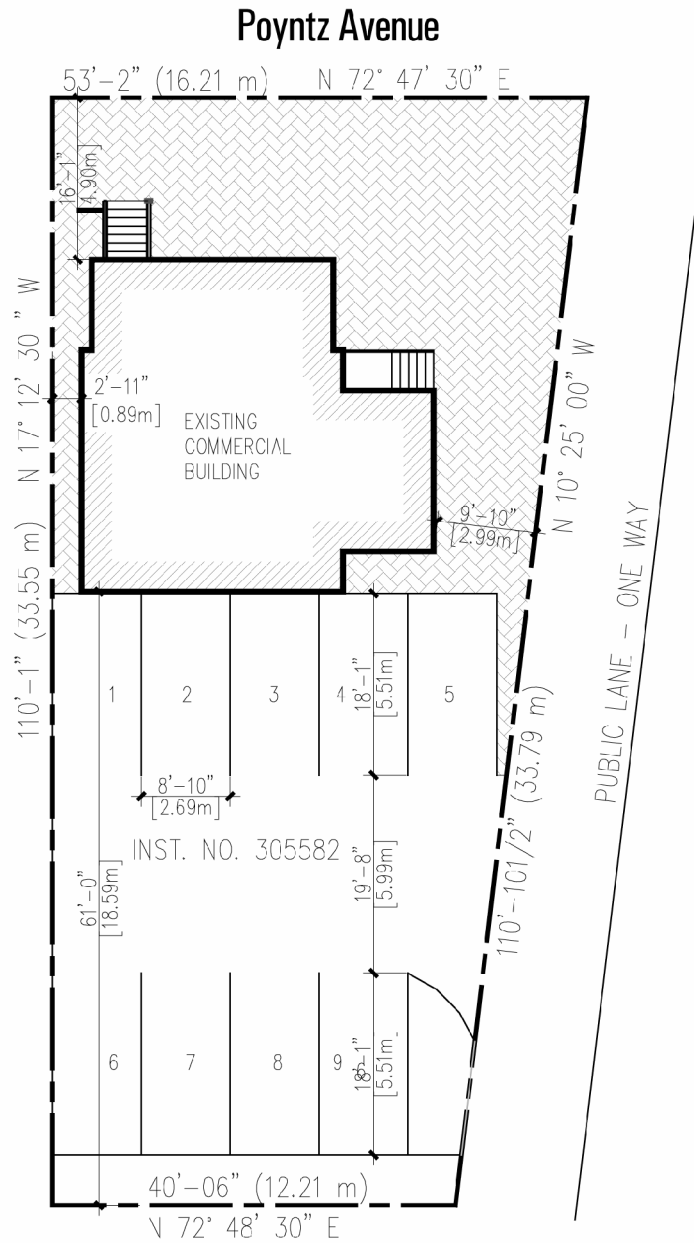 Poyntz Avenue
53'-2" (16.21 m) N 72° 47' 30" E
16'-1"
4.90m]
N 17° 12' 30 " W
110'-1" (33.55 m)
2'-11"
[0.89m]
EXISTING
COMMERCIAL
BUILDING
N 10° 25' 00" W
9'-10"
[2.99m]
PUBLIC LANE - ONE WAY
1 2 3 4 5
18'-1"
[5.51m]
8'-10"
[2.69m]
INST. NO. 305582
61'-0"
[18.59m]
19'-8"
[5.99m]
110'-101/2" (33.79 m)
6 7 8 9
18'-1"
[5.51m]
40'-06" (12.21 m)
N 72° 48' 30" E